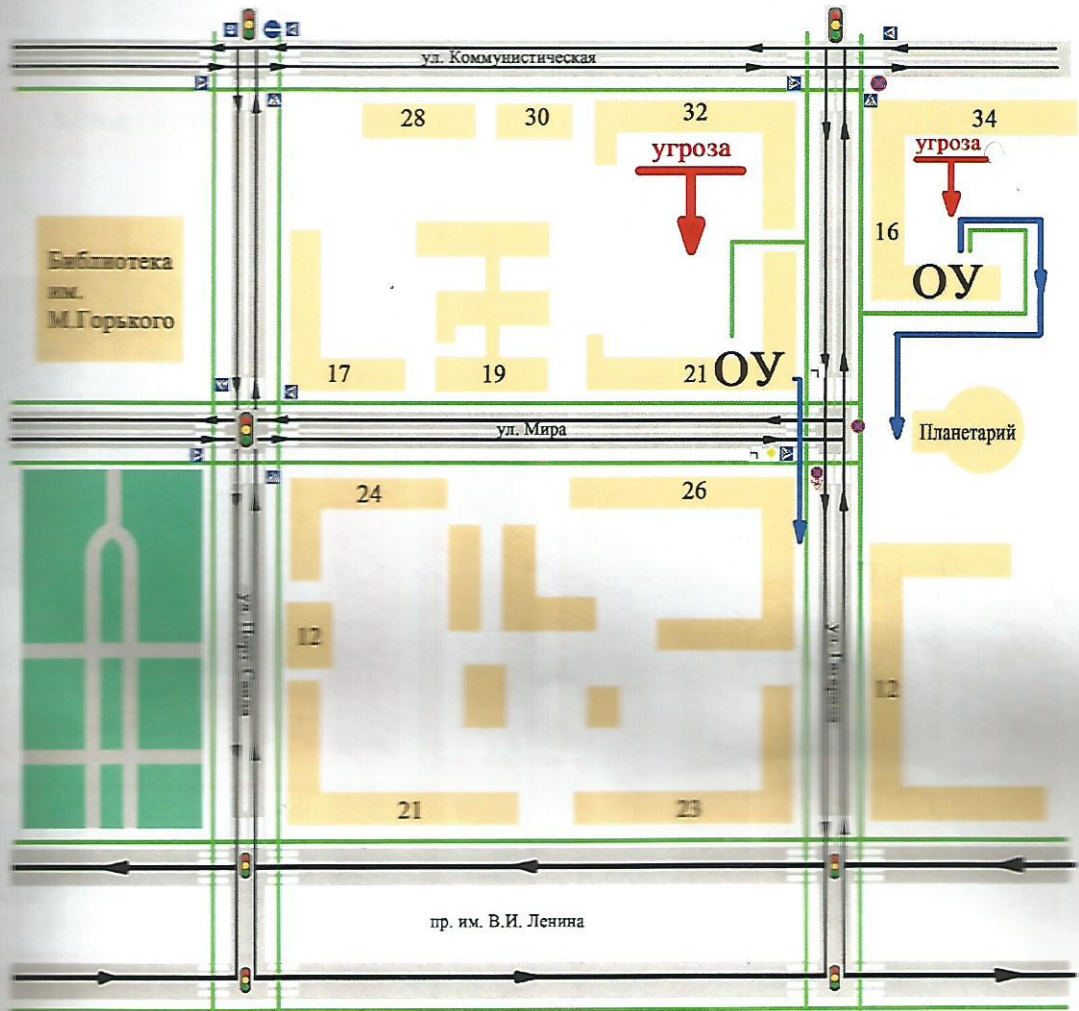 ул. Коммунистическая
28
30
32
34
угроза
угроза
16
ОУ
Библиотека
им.
М.Горького
17
19
21
ОУ
ул. Мира
Планетарий
24
26
12
12
21
23
пр. им. В.И. Ленина